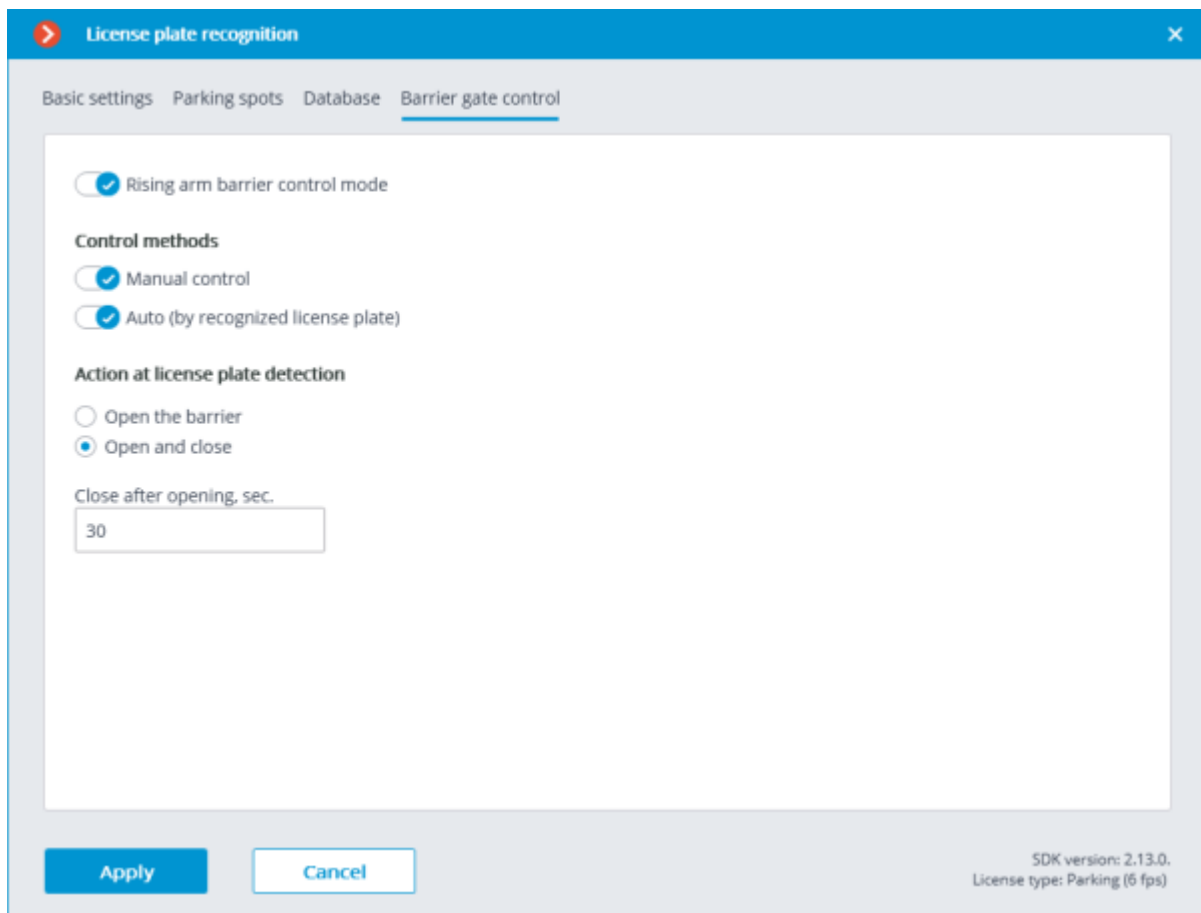 License plate recognition
Basic settings Parking spots Database Barrier gate control
Rising arm barrier control mode
Control methods
Manual control
Auto (by recognized license plate)
Action at license plate detection
Open the barrier
Open and close
Close after opening, sec.
30
Apply Cancel
SDK version: 2.13.0.
License type: Parking (6 fps)